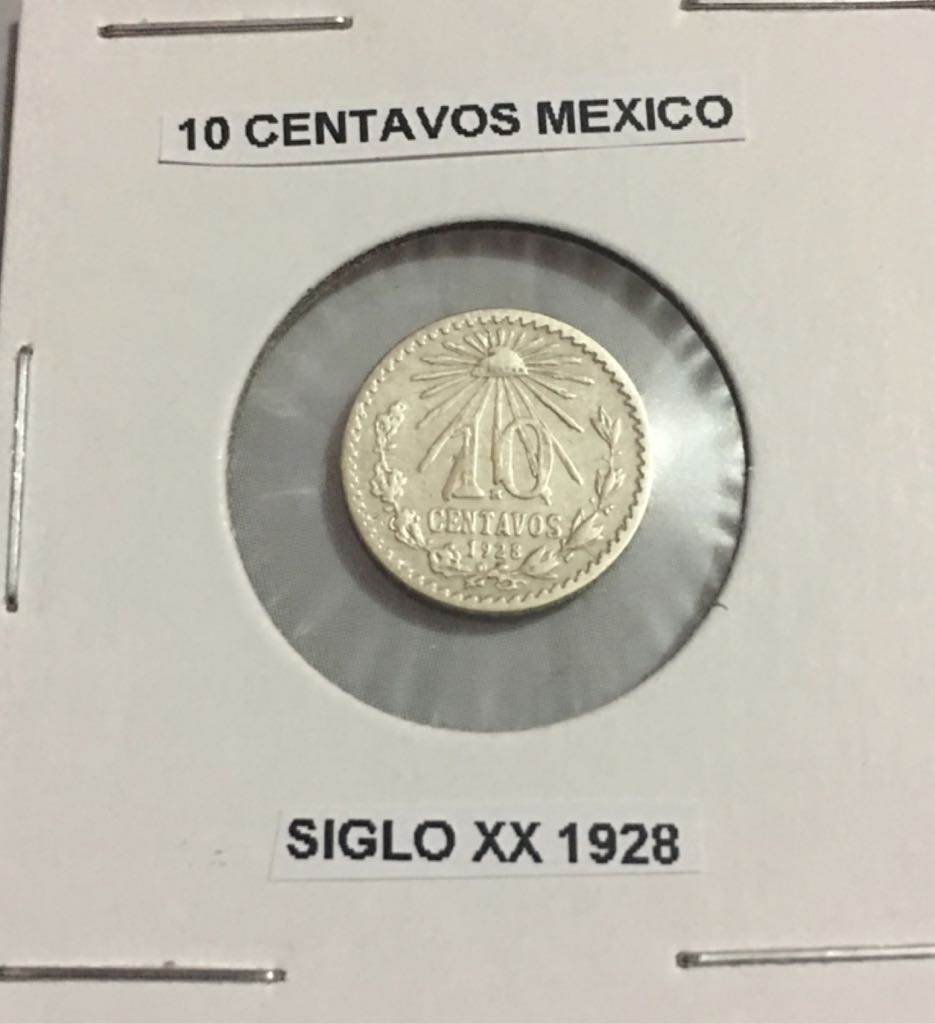 10 CENTAVOS MEXICO
10
M
CENTAVOS
1928
SIGLO XX 1928